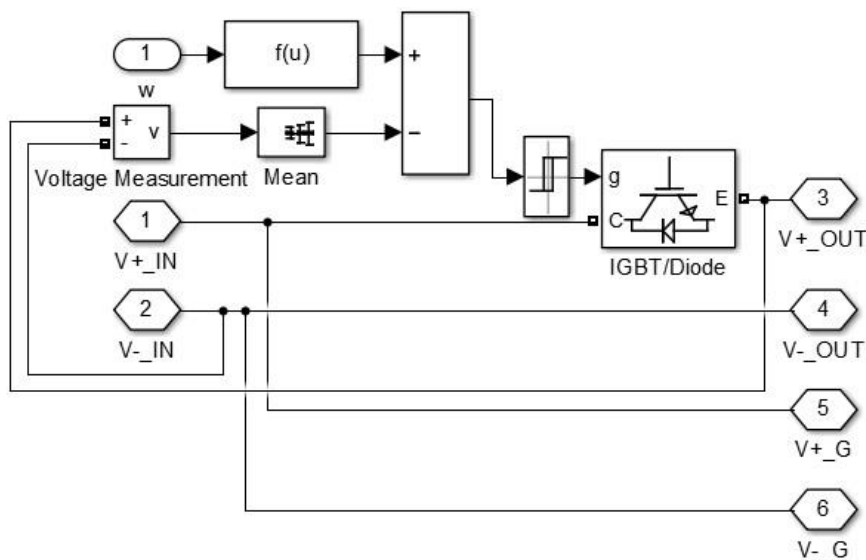 1
f(u)
w
+
-
v
Voltage Measurement
Mean
+
−
1
V+_IN
2
V-_IN
g
C
E
IGBT/Diode
3
V+_OUT
4
V-_OUT
5
V+_G
6
V-_G